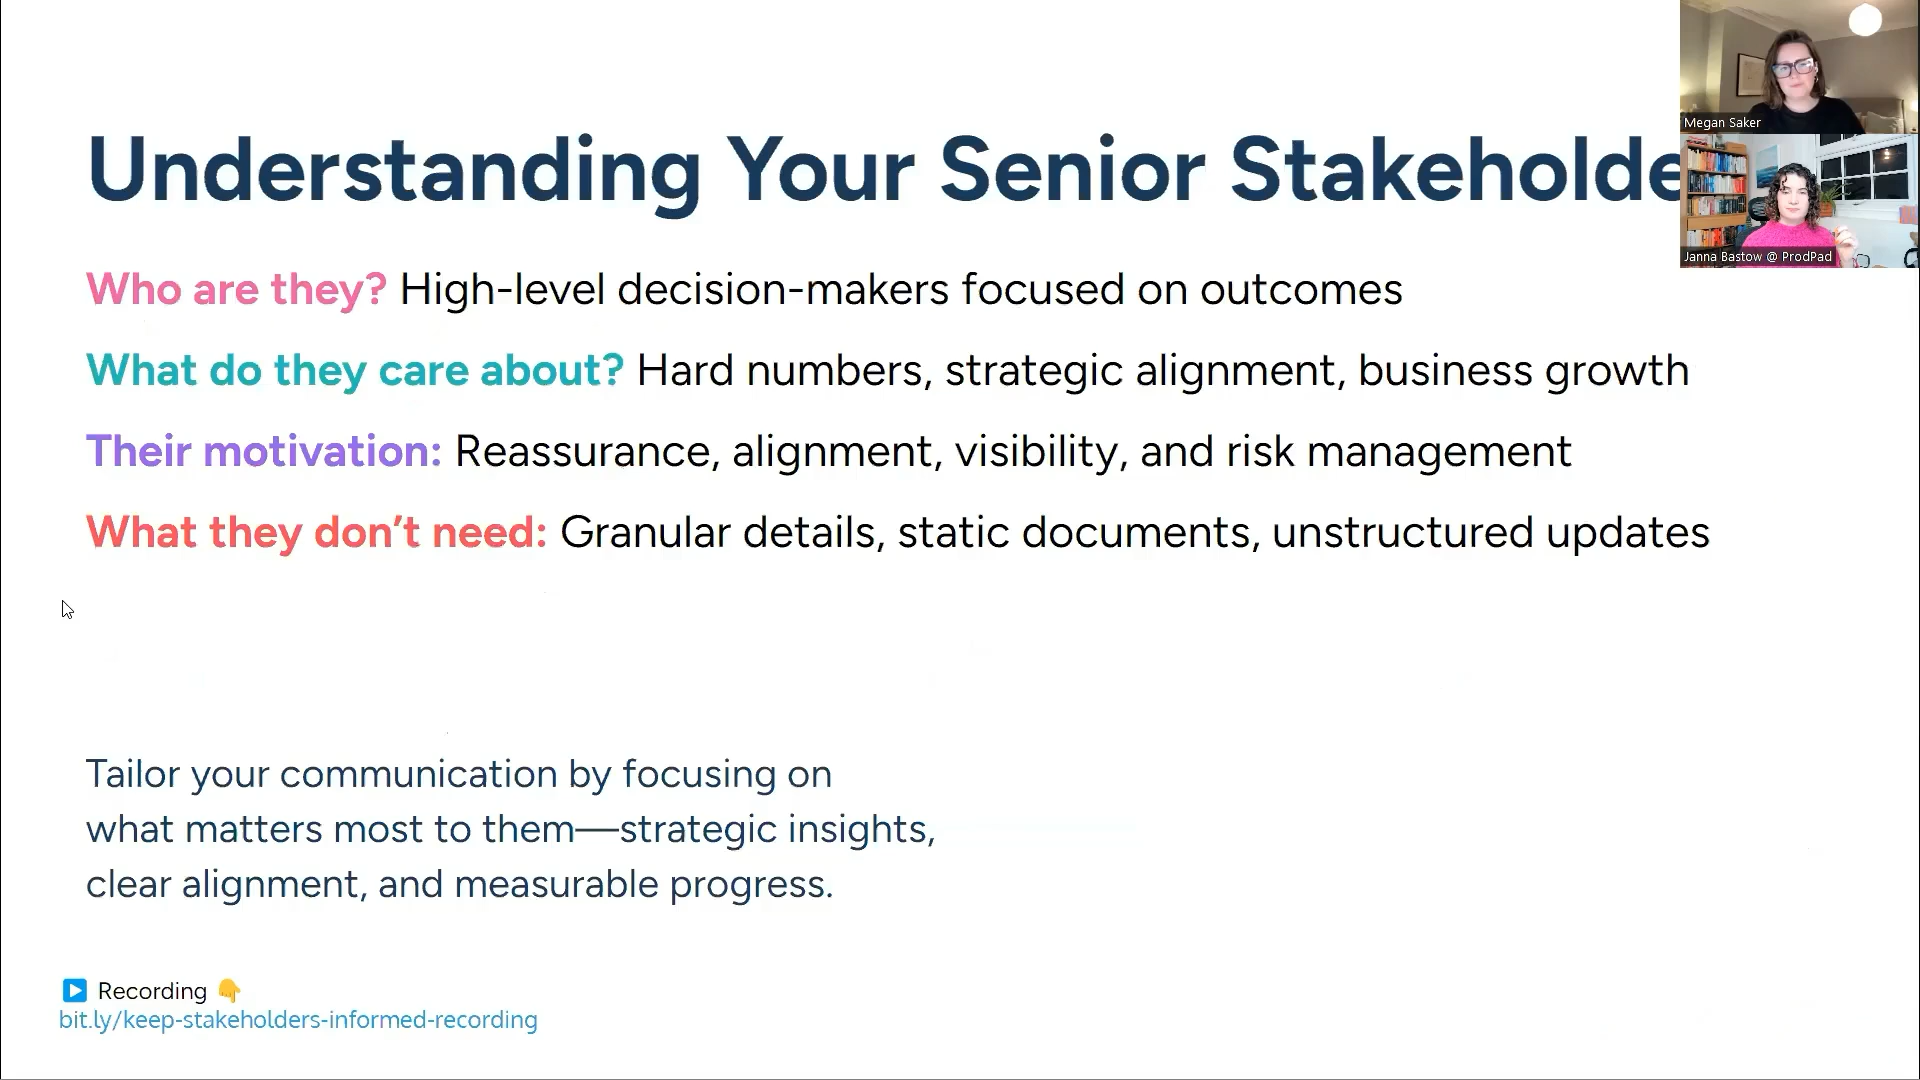 Understanding Your Senior Stakeholde
Megan Saker
Janna Bastow @ ProdPad
Who are they? High-level decision-makers focused on outcomes
What do they care about? Hard numbers, strategic alignment, business growth
Their motivation: Reassurance, alignment, visibility, and risk management
What they don’t need: Granular details, static documents, unstructured updates
Tailor your communication by focusing on
what matters most to them—strategic insights,
clear alignment, and measurable progress.
▶️ Recording 👇
bit.ly/keep-stakeholders-informed-recording